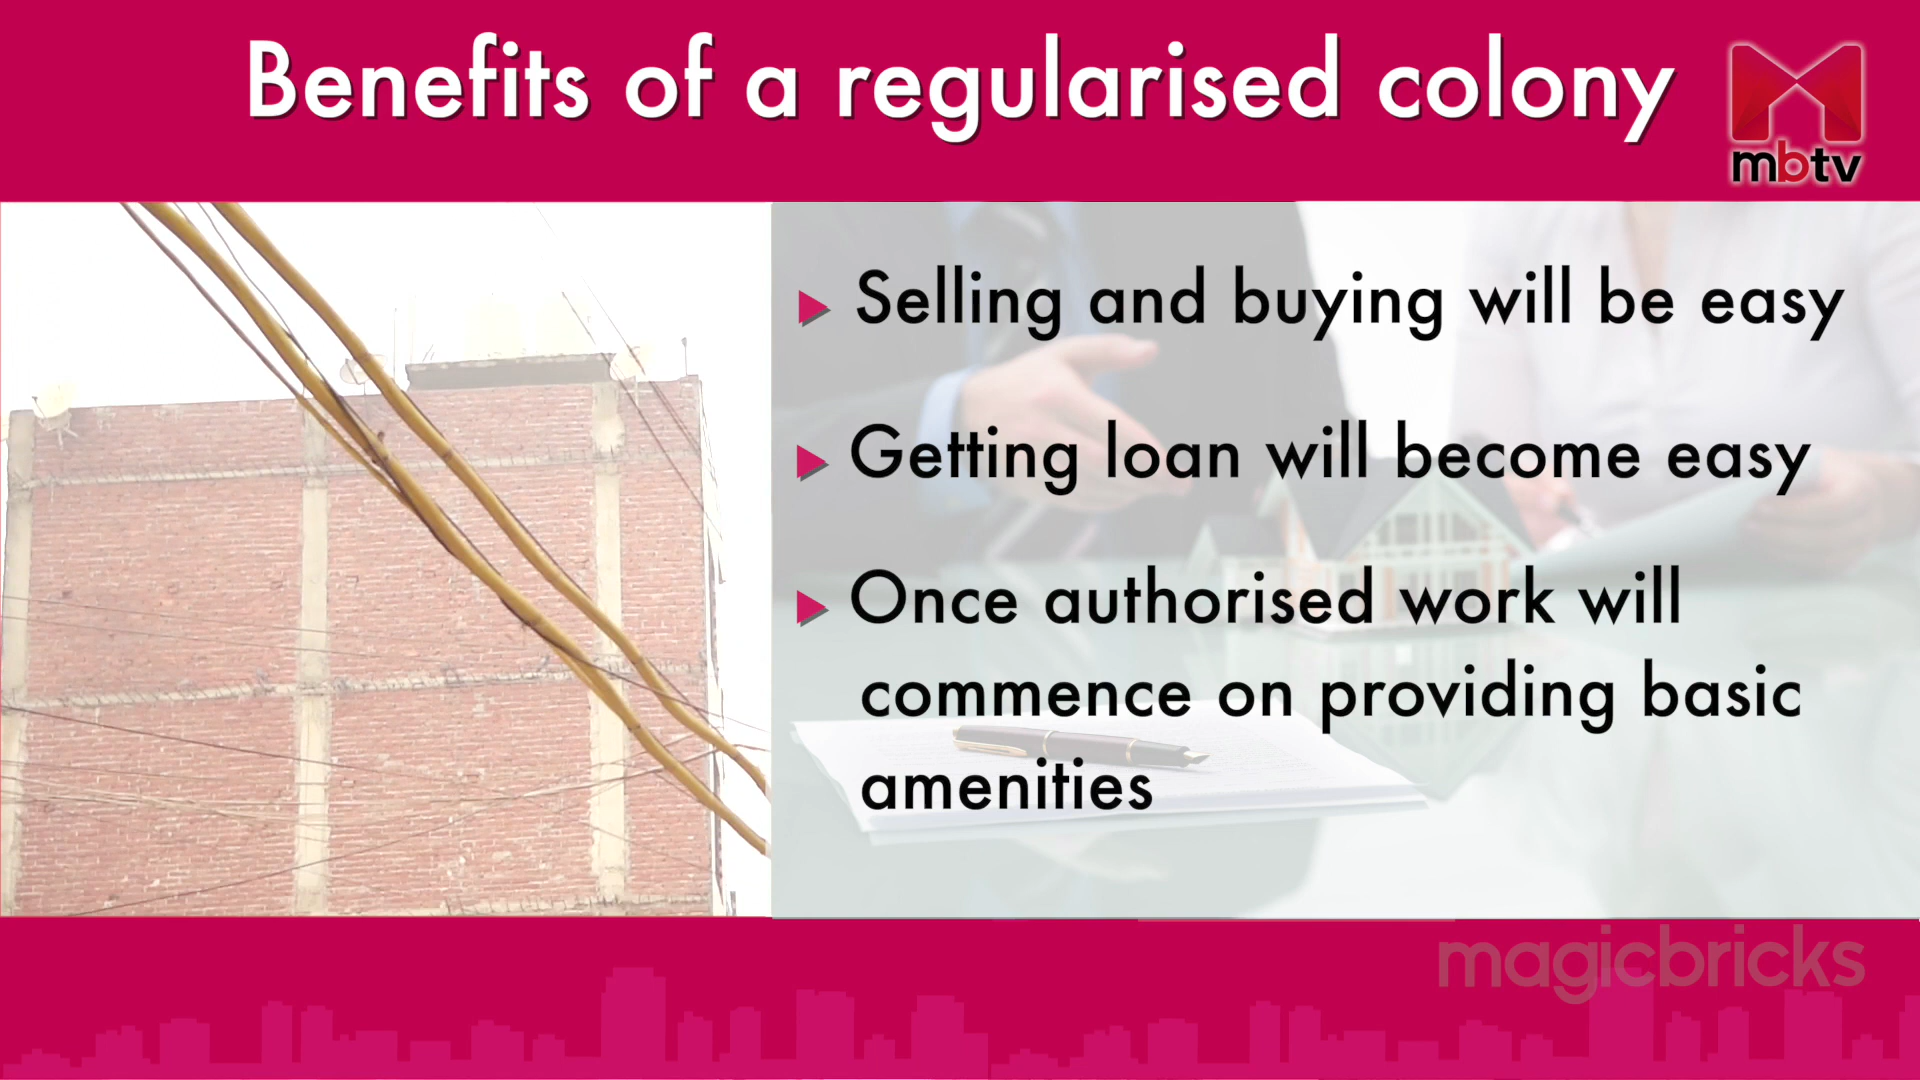 Benefits of a regularised colony
mbtv
Selling and buying will be easy
Getting loan will become easy
Once authorised work will
commence on providing basic
amenities
magicbricks